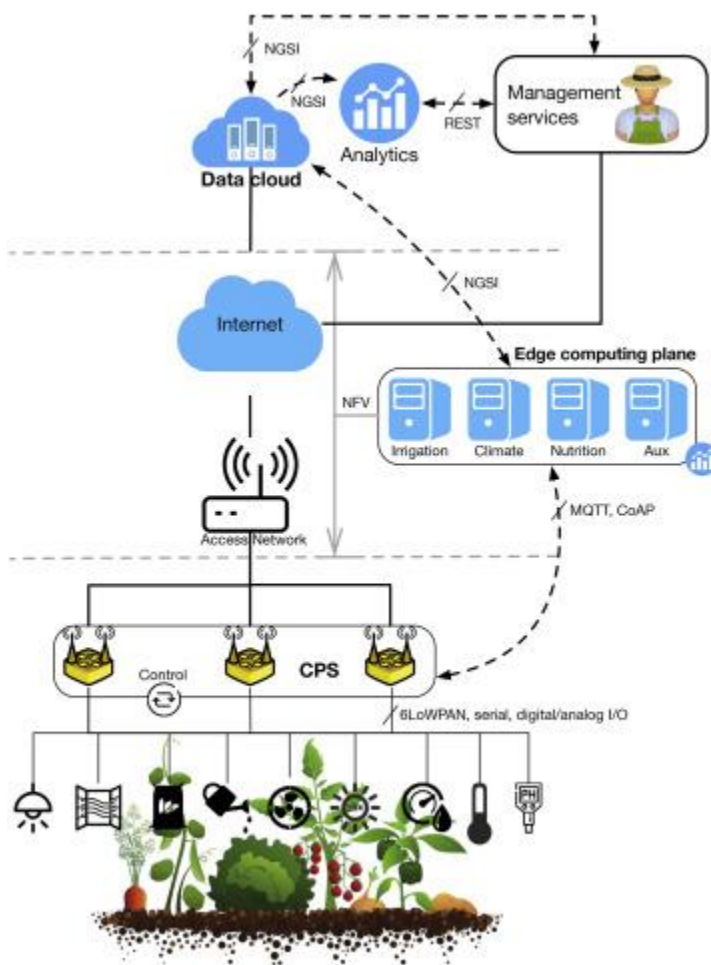 NGSI
NGSI
Management
services
REST
Analytics
Data cloud
NGSI
Internet
Edge computing plane
NFV
Irrigation
Climate
Nutrition
Aux
MQTT, CoAP
Access Network
CPS
Control
6LoWPAN, serial, digital/analog I/O
PH